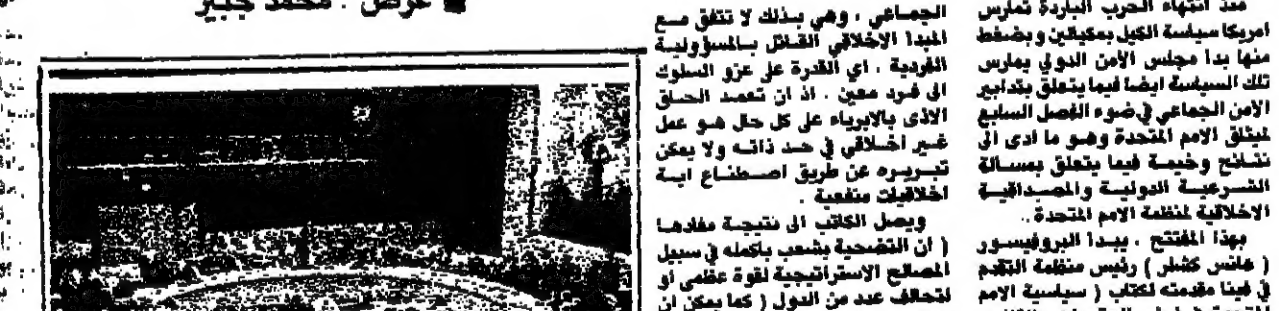 عرض . محمد جبير
منذ انتهاء الحرب الباردة تمارس
امريكا سياسة الكيل بمكيالين وبضغط
منها بدأ مجلس الأمن الدولي يمارس
تلك السياسة ايضا فيما يتعلق بتدابير
الأمن الجماعي في ضوء الفصل السابع
لميثاق الامم المتحدة وهو ما ادى الى
نتائج وخيمة فيما يتعلق بمسالة
الشرعية الدولية والمصداقية
الاخلاقية لمنظمة الامم المتحدة ..
بهذا المفتتح . يبدأ البروفيسور
( هانس كشلر ) رئيس منظمة التقدم
في فينا مقدمته لكتاب ( سياسية الامم
الجماعي ، وهي بذلك لا تتفق مع
المبدأ الاخلاقي القائل بالمسؤولية
الفردية ، اي القدرة على عزو السلوك
الى فرد معين . اذ ان تعمد الحاق
الاذى بالابرياء على كل حال هو عمل
غير اخلاقي في حد ذاته ولا يمكن
تبريره عن طريق اصطناع اية
اخلاقيات منفعية .
ويصل الكاتب الى نتيجة مفادها
( ان التضحية بشعب باكمله في سبيل
المصالح الاستراتيجية لقوة عظمى او
لتحالف عدد من الدول ( كما يمكن ان